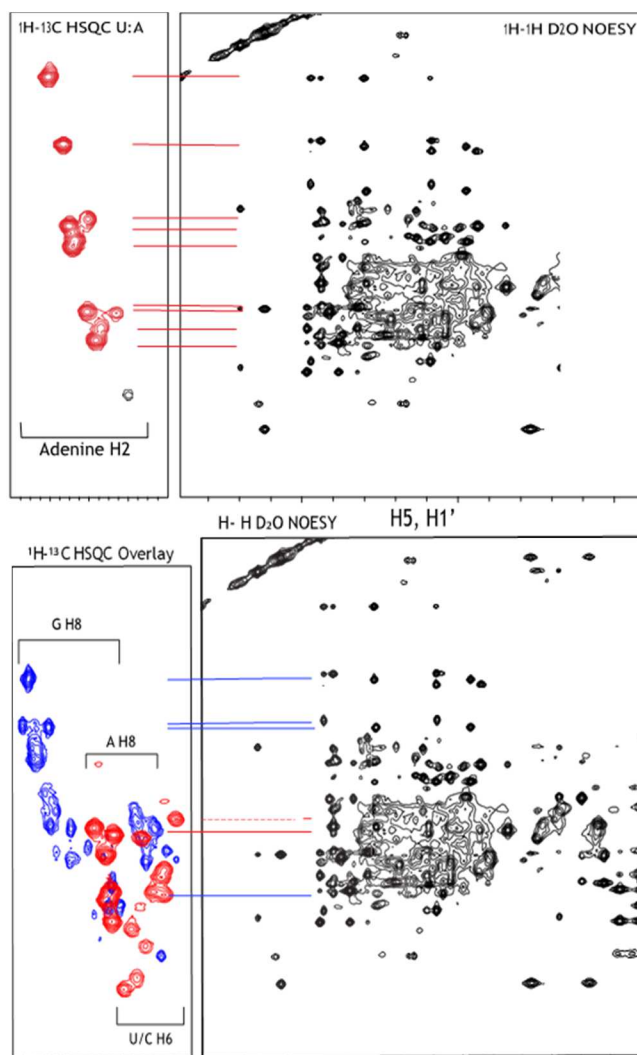 ¹H-¹³C HSQC U:A
¹H-¹H D2O NOESY
Adenine H2
H- H D₂O NOESY
H5, H1'
¹H-¹³C HSQC Overlay
G H8
A H8
U/C H6